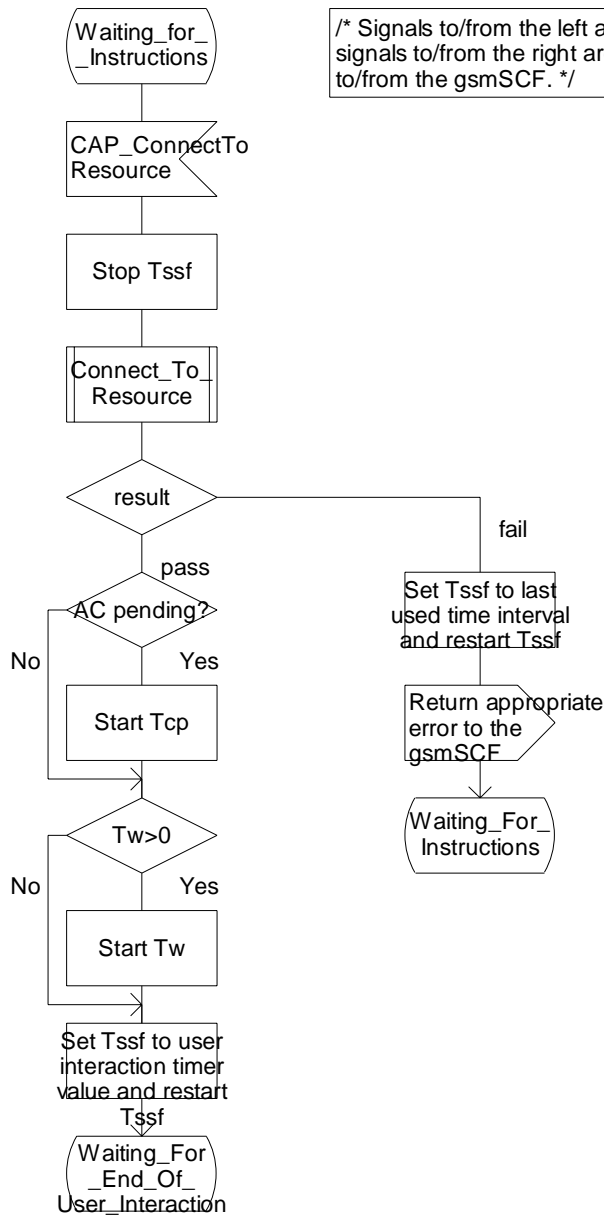 Waiting_for_
_Instructions
/* Signals to/from the left a
signals to/from the right ar
to/from the gsmSCF. */
CAP_ConnectTo
Resource
Stop Tssf
Connect_To_
Resource
result
fail
pass
AC pending?
No
Yes
Set Tssf to last
used time interval
and restart Tssf
Start Tcp
Return appropriate
error to the
gsmSCF
Tw>0
Waiting_For_
Instructions
No
Yes
Start Tw
Set Tssf to user
interaction timer
value and restart
Tssf
Waiting_For
_End_Of_
User_Interaction